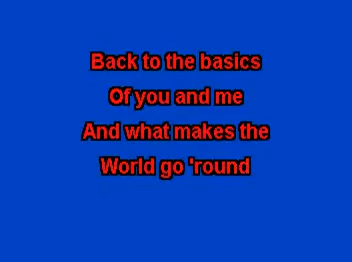 Back to the basics
Of you and me
And what makes the
World go 'round